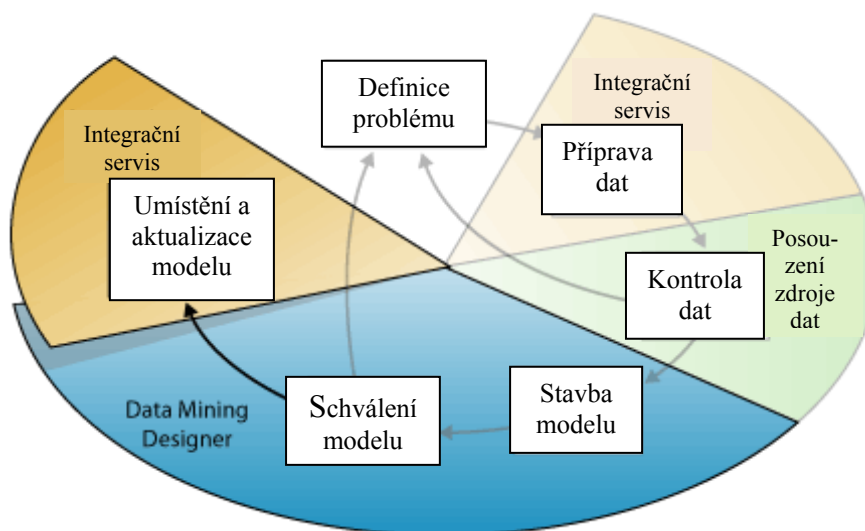 Definice
problému
Integrační
servis
Příprava
dat
Posou-
zení
zdroje
dat
Kontrola
dat
Stavba
modelu
Schválení
modelu
Data Mining
Designer
Integrační
servis
Umístění a
aktualizace
modelu